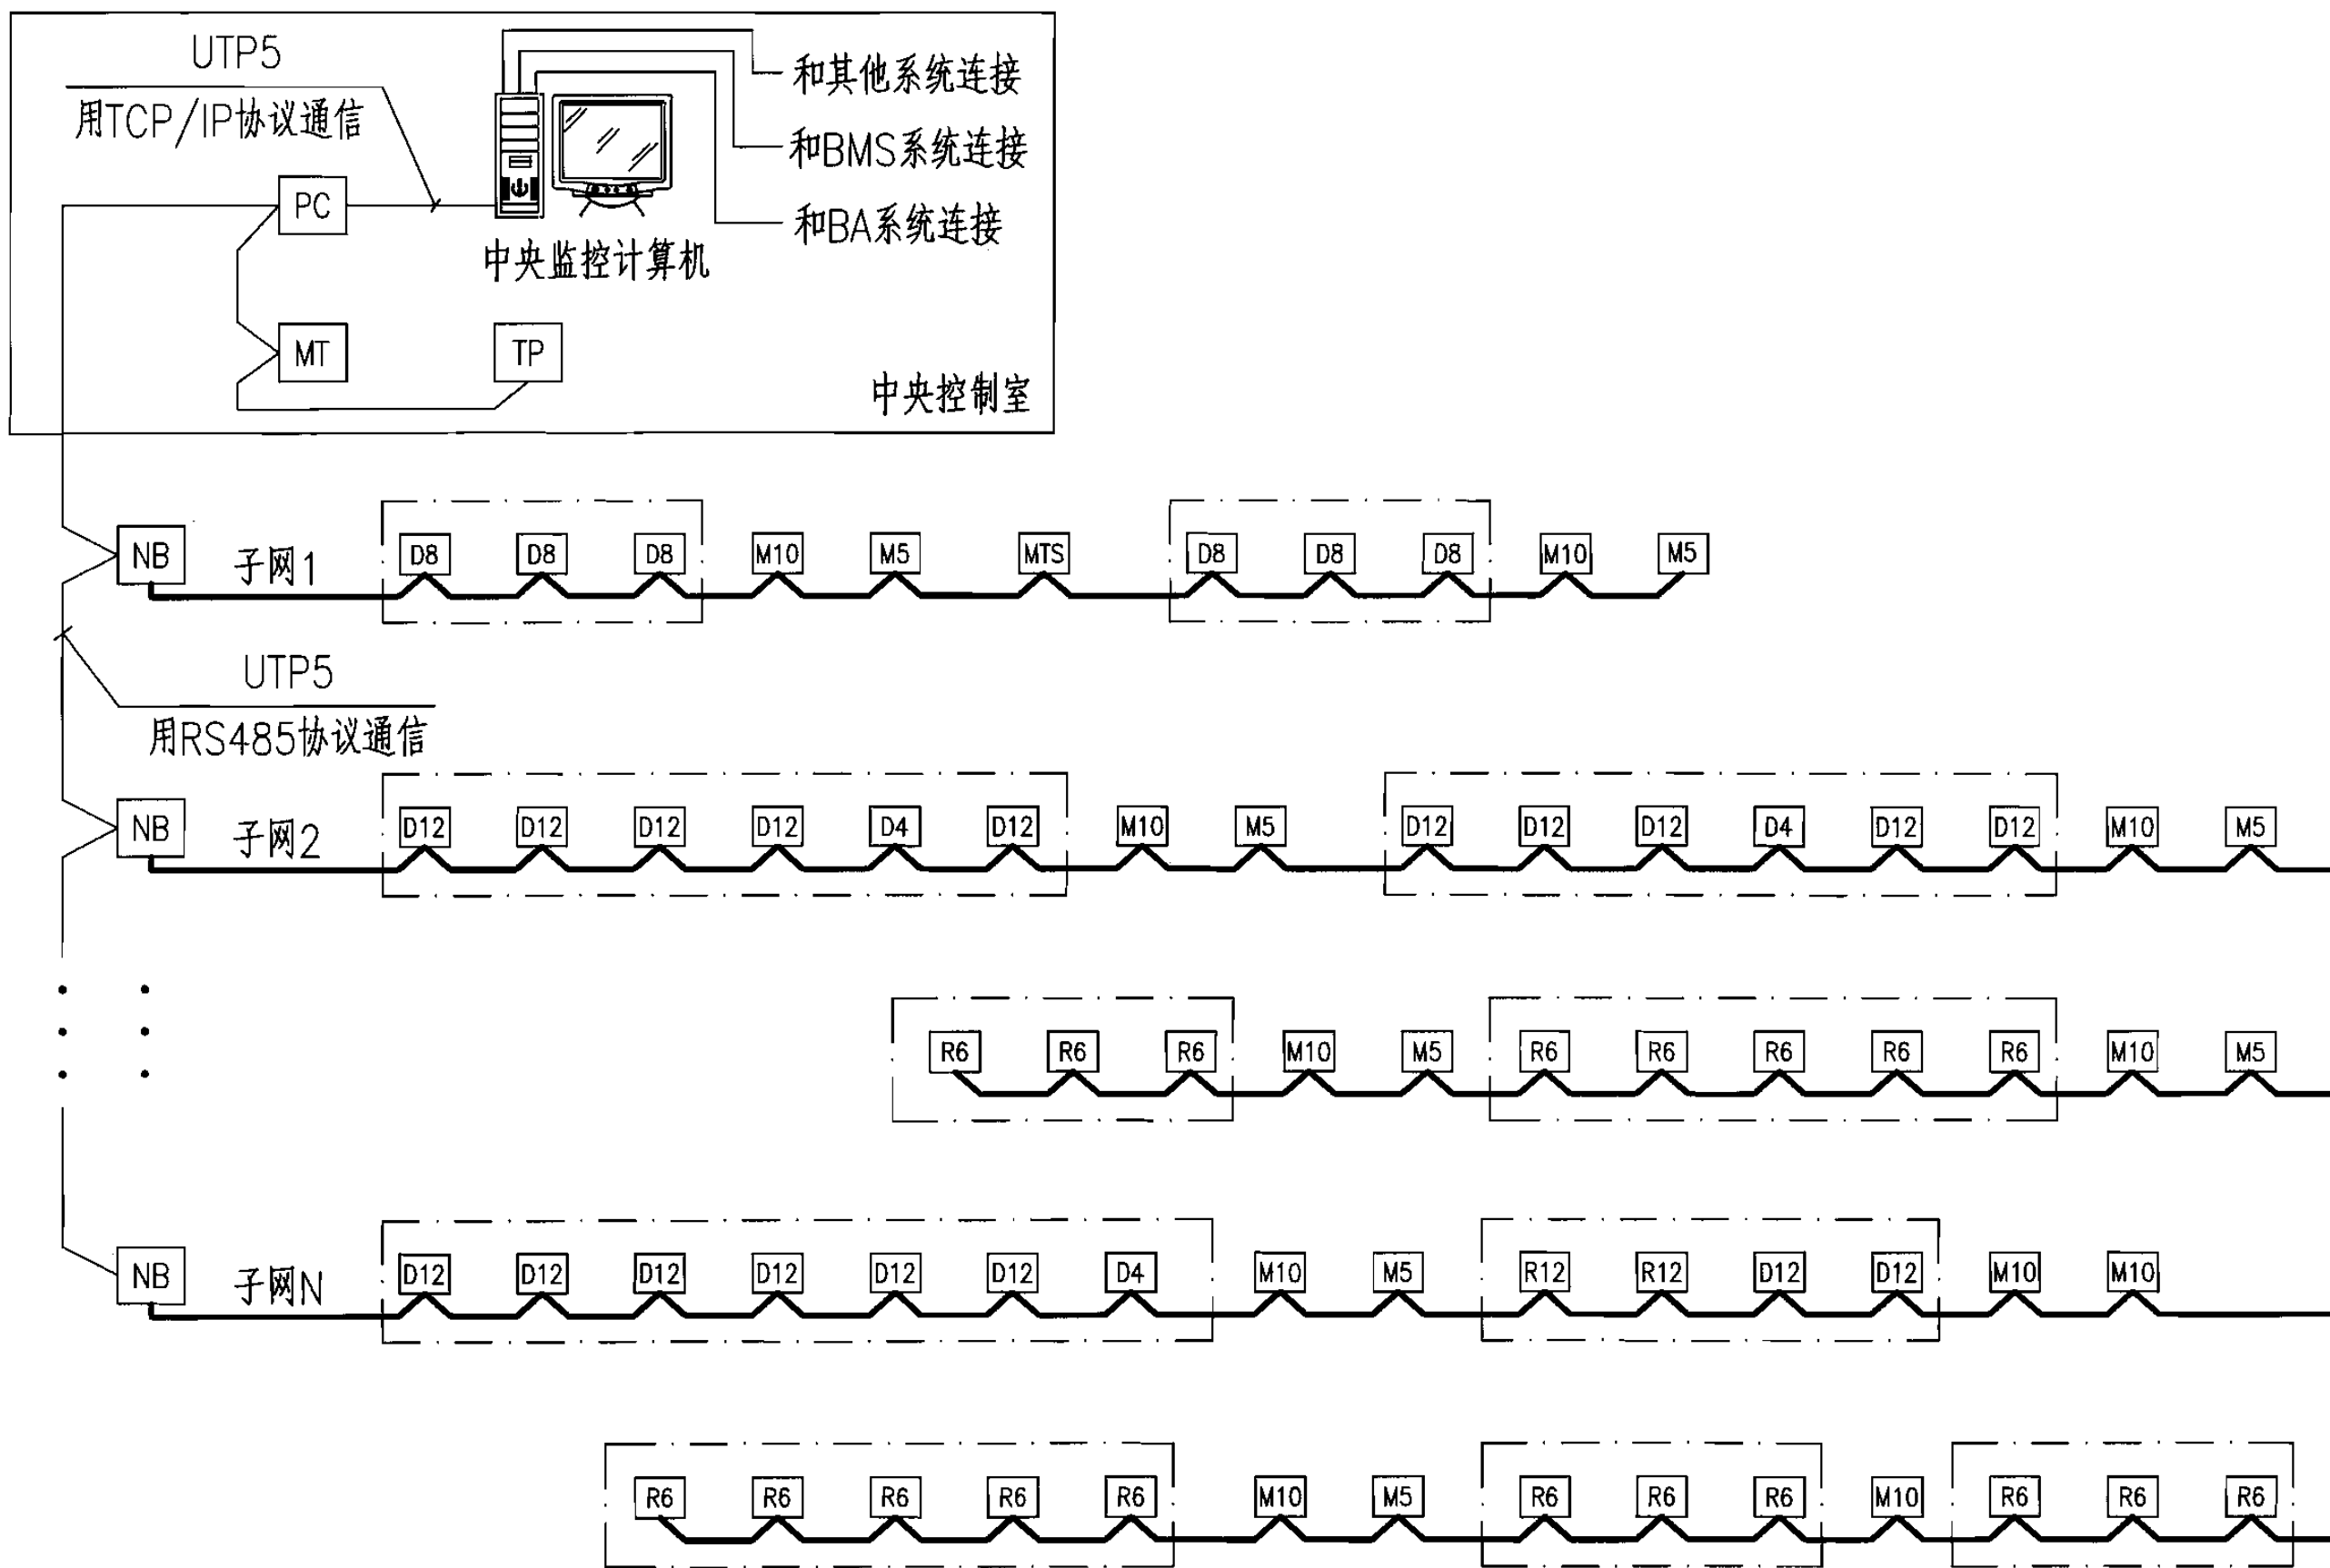 UTP5
用TCP/IP协议通信
和其他系统连接
和BMS系统连接
和BA系统连接
PC
中央监控计算机
MT TP
中央控制室
NB 子网1 D8 D8 D8 M10 M5 MTS D8 D8 D8 M10 M5
UTP5
用RS485协议通信
NB 子网2 D12 D12 D12 D12 D4 D12 M10 M5 D12 D12 D12 D4 D12 D12 M10 M5
R6 R6 R6 M10 M5 R6 R6 R6 R6 R6 M10 M5
NB 子网N D12 D12 D12 D12 D12 D12 D4 M10 M5 R12 R12 D12 D12 M10 M10
R6 R6 R6 R6 R6 M10 M5 R6 R6 R6 M10 R6 R6 R6